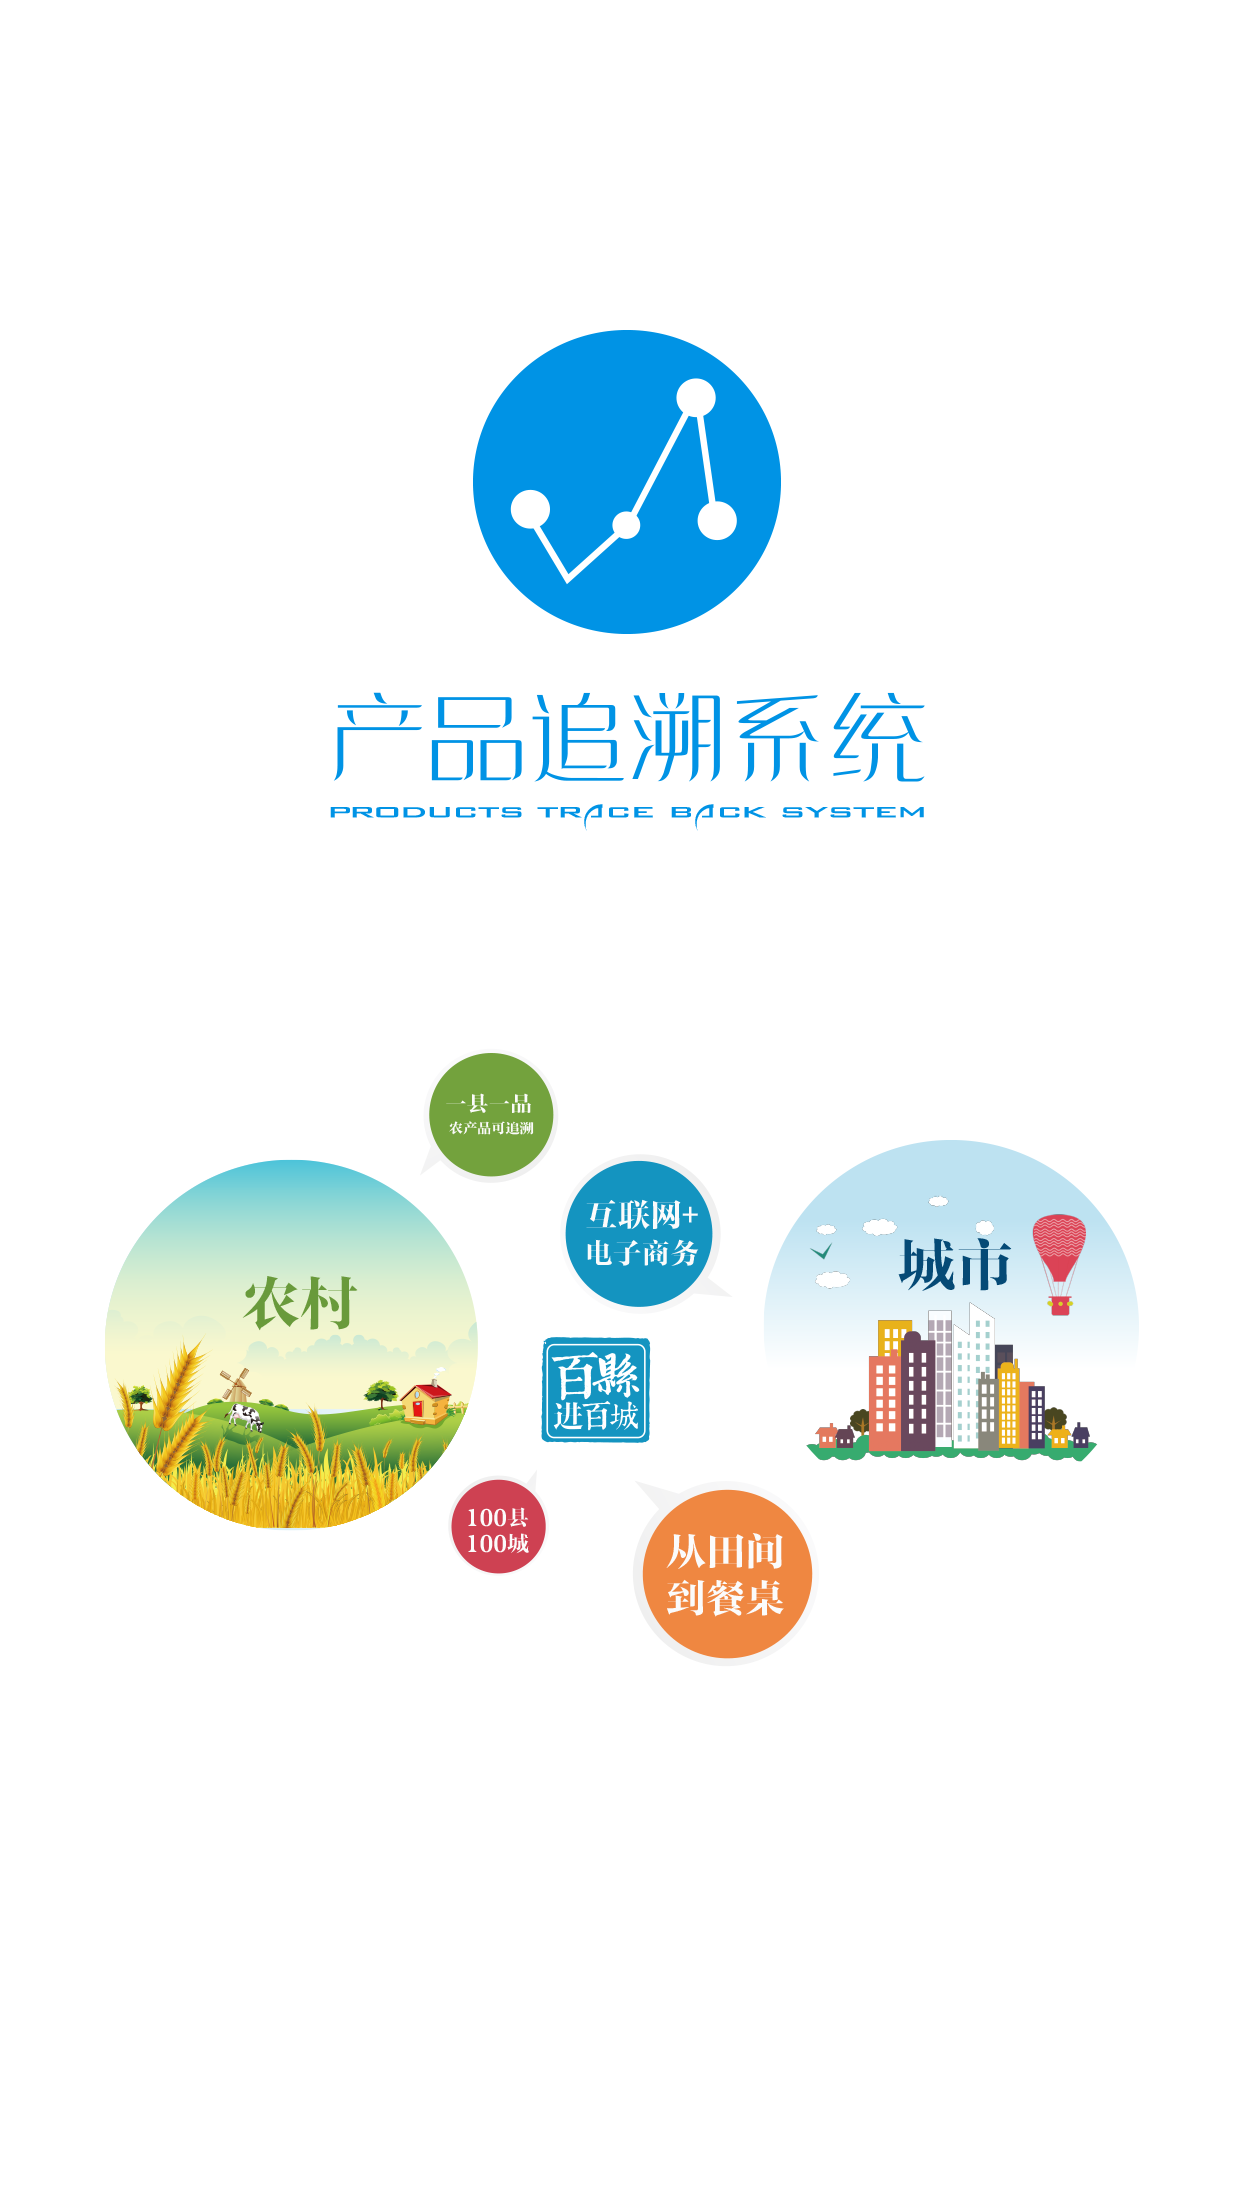 产品追溯系统
PRODUCTS TRACE BACK SYSTEM
一县一品
农产品可追溯
互联网+
电子商务
农村
城市
百縣
进百城
100县
100城
从田间
到餐桌